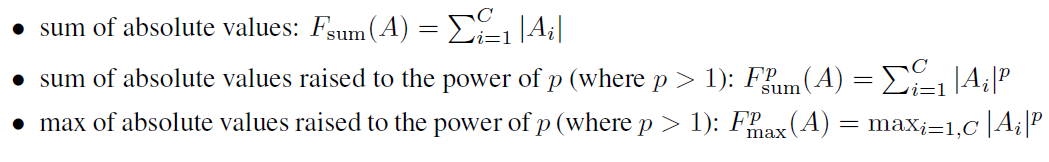 • sum of absolute values: F_sum(A) = ∑_{i=1}^{C} |A_i|
• sum of absolute values raised to the power of p (where p > 1): F^p_sum(A) = ∑_{i=1}^{C} |A_i|^p
• max of absolute values raised to the power of p (where p > 1): F^p_max(A) = max_{i=1,C} |A_i|^p